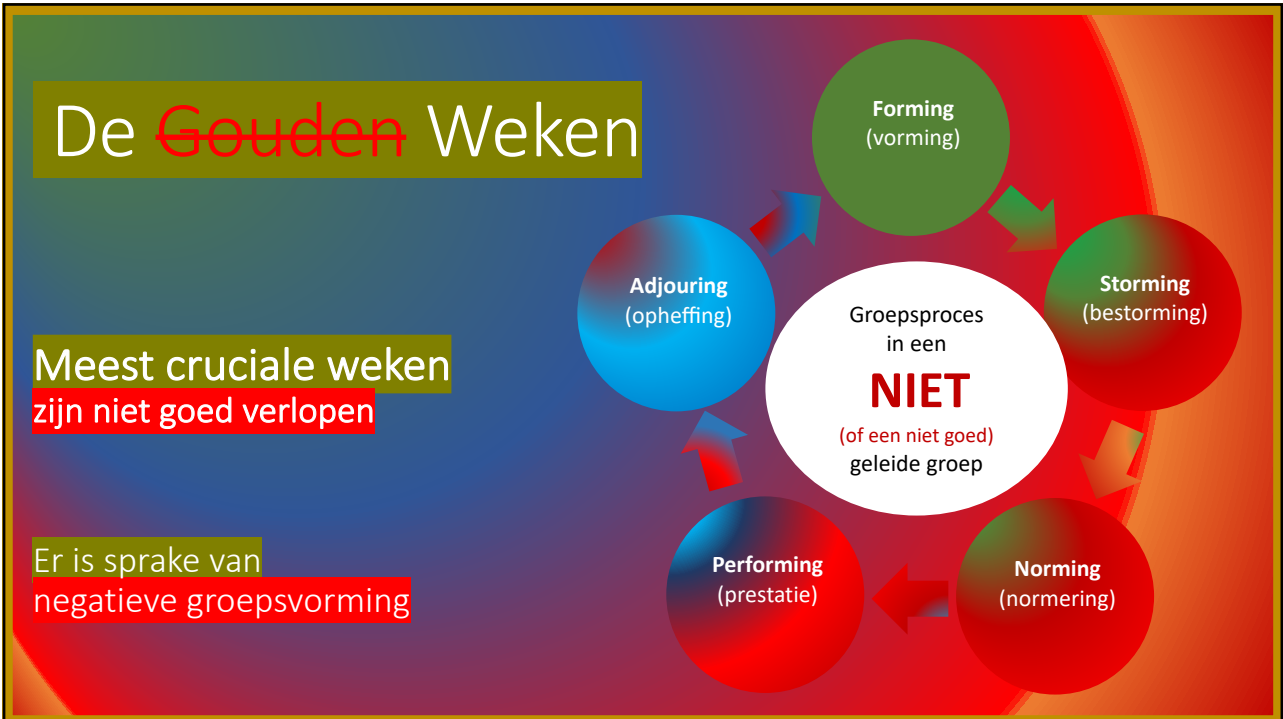 De Gouden Weken
Meest cruciale weken
zijn niet goed verlopen
Er is sprake van
negatieve groepsvorming
Forming
(vorming)
Storming
(bestorming)
Norming
(normering)
Performing
(prestatie)
Adjouring
(opheffing)
Groepsproces
in een
NIET
(of een niet goed)
geleide groep